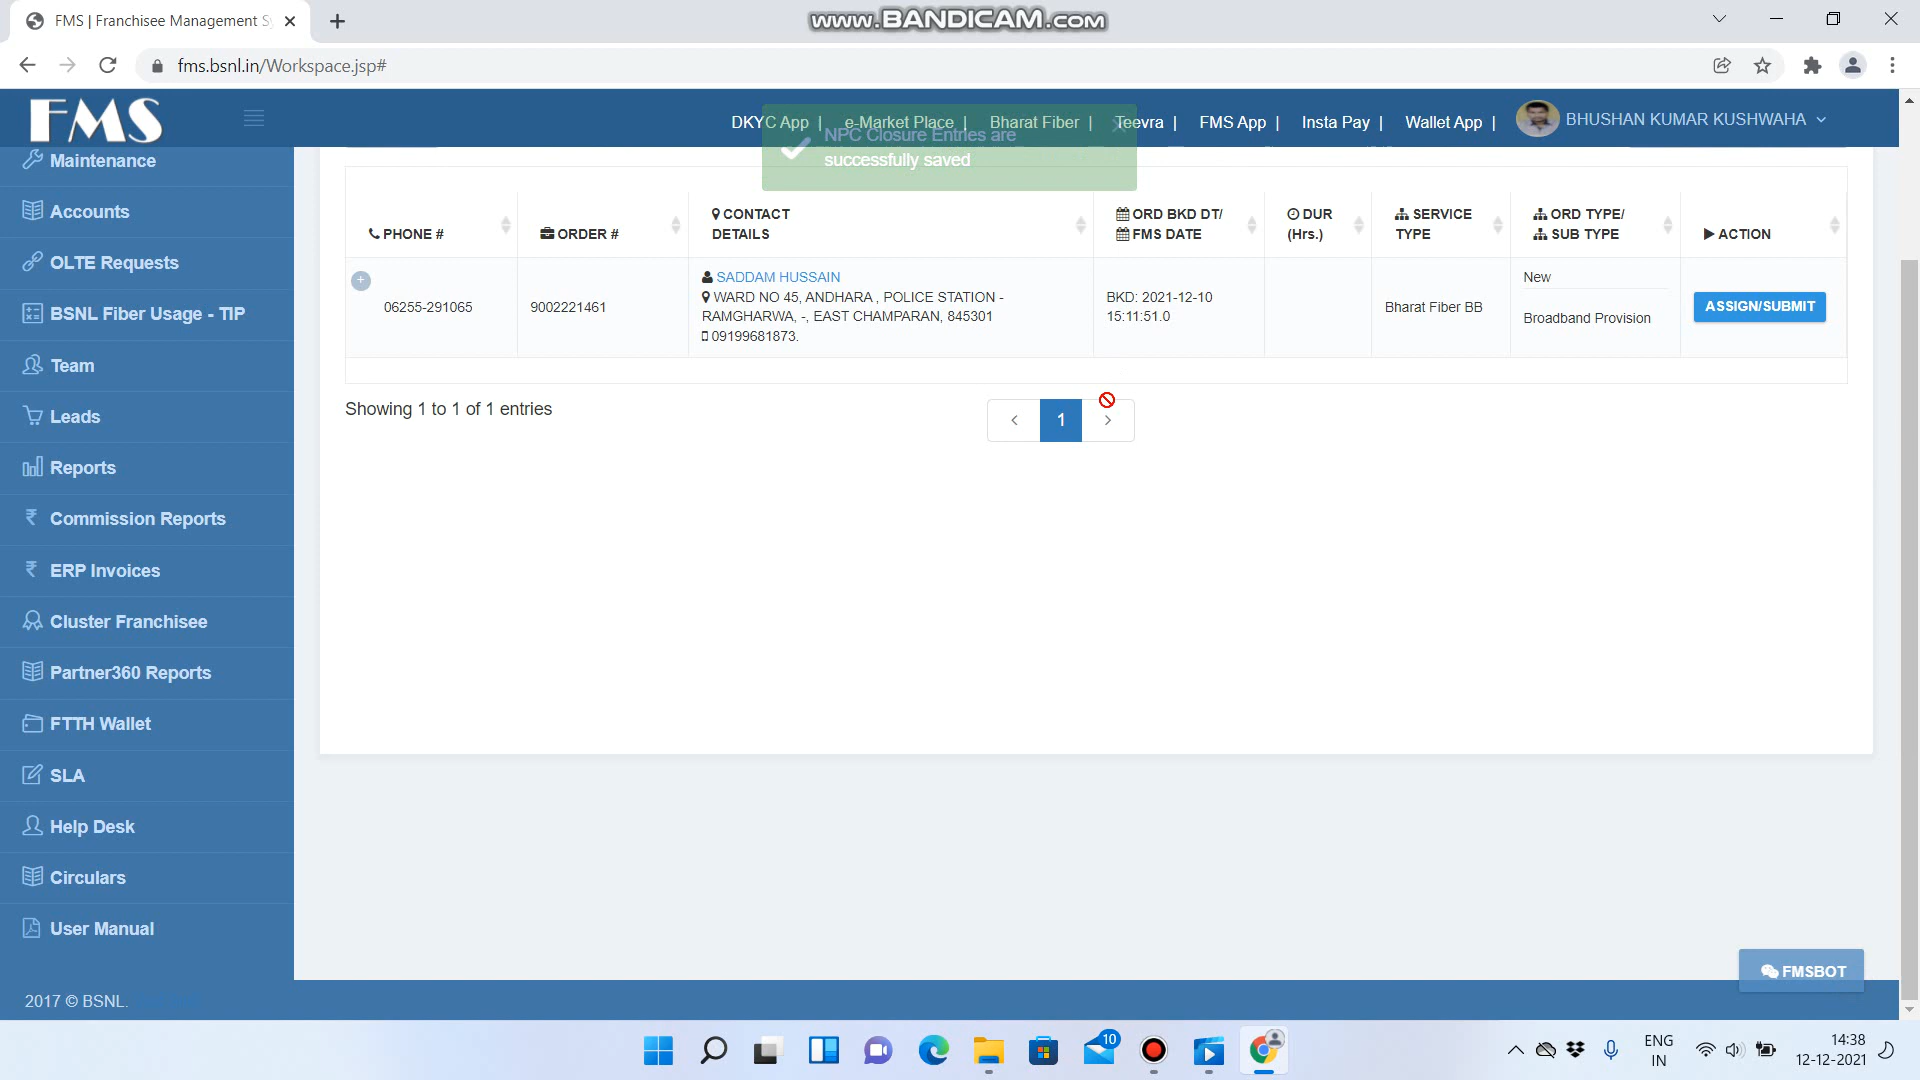 FMS | Franchisee Management Sy
www.BANDICAM.com
fms.bsnl.in/Workspace.jsp#
FMS
DKYC App | e-Market Place | Bharat Fiber | Teevra | FMS App | Insta Pay | Wallet App |
BHUSHAN KUMAR KUSHWAHA
NPC Closure Entries are
successfully saved
Maintenance
Accounts
OLTE Requests
BSNL Fiber Usage - TIP
Team
Leads
Reports
Commission Reports
ERP Invoices
Cluster Franchisee
Partner360 Reports
FTTH Wallet
SLA
Help Desk
Circulars
User Manual
2017 © BSNL.
PHONE #
ORDER #
CONTACT
DETAILS
ORD BKD DT/
FMS DATE
DUR
(Hrs.)
SERVICE
TYPE
ORD TYPE/
SUB TYPE
ACTION
06255-291065
9002221461
SADDAM HUSSAIN
WARD NO 45, ANDHARA , POLICE STATION -
RAMGHARWA, -, EAST CHAMPARAN, 845301
09199681873.
BKD: 2021-12-10
15:11:51.0
Bharat Fiber BB
New
Broadband Provision
ASSIGN/SUBMIT
Showing 1 to 1 of 1 entries
1
FMSBOT
10
ENG
IN
14:38
12-12-2021